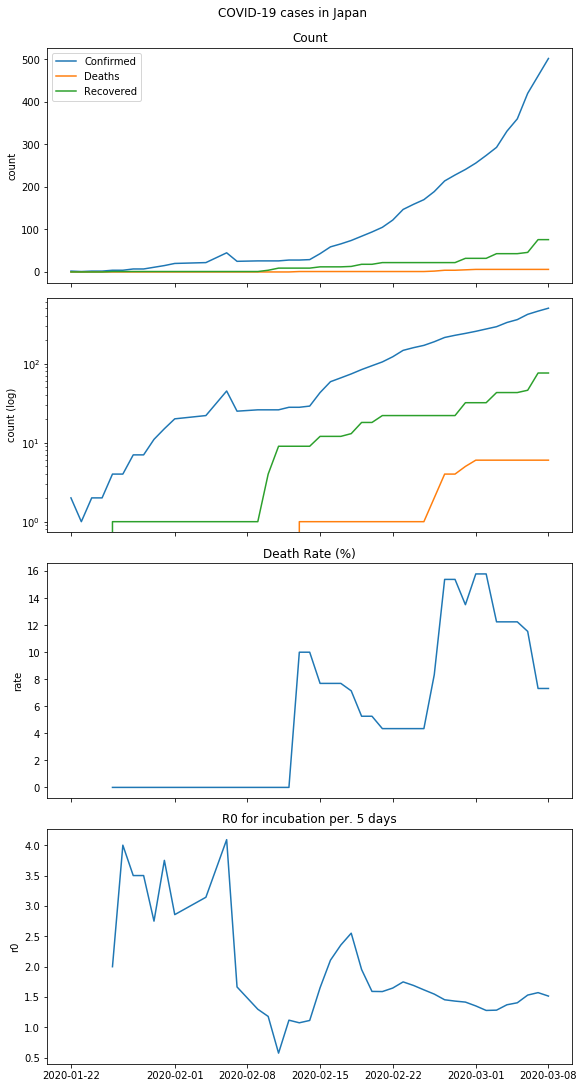 COVID-19 cases in Japan
Count
500
400
300
200
100
0
count
Confirmed
Deaths
Recovered
10²
10¹
10⁰
count (log)
Death Rate (%)
16
14
12
10
8
6
4
2
0
rate
R0 for incubation per. 5 days
4.0
3.5
3.0
2.5
2.0
1.5
1.0
0.5
r0
2020-01-22 2020-02-01 2020-02-08 2020-02-15 2020-02-22 2020-03-01 2020-03-08